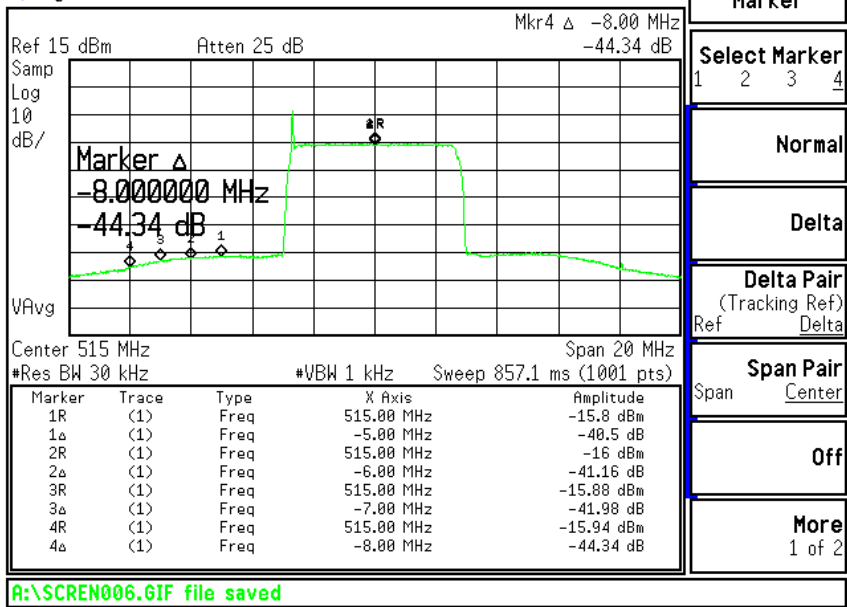 Marker
Mkr4 Δ -8.00 MHz
Ref 15 dBm Atten 25 dB -44.34 dB
Samp
Log
10
dB/
Marker Δ
-8.000000 MHz
-44.34 dB
4 3 2 1
VAvg
Center 515 MHz Span 20 MHz
#Res BW 30 kHz #VBW 1 kHz Sweep 857.1 ms (1001 pts)
Marker Trace Type X Axis Amplitude
1R (1) Freq 515.00 MHz -15.8 dBm
1Δ (1) Freq -5.00 MHz -40.5 dB
2R (1) Freq 515.00 MHz -16 dBm
2Δ (1) Freq -6.00 MHz -41.16 dB
3R (1) Freq 515.00 MHz -15.88 dBm
3Δ (1) Freq -7.00 MHz -41.98 dB
4R (1) Freq 515.00 MHz -15.94 dBm
4Δ (1) Freq -8.00 MHz -44.34 dB
A:\SCREN006.GIF file saved
Select Marker
1 2 3 4
Normal
Delta
Delta Pair
(Tracking Ref)
Ref Delta
Span Pair
Span Center
Off
More
1 of 2